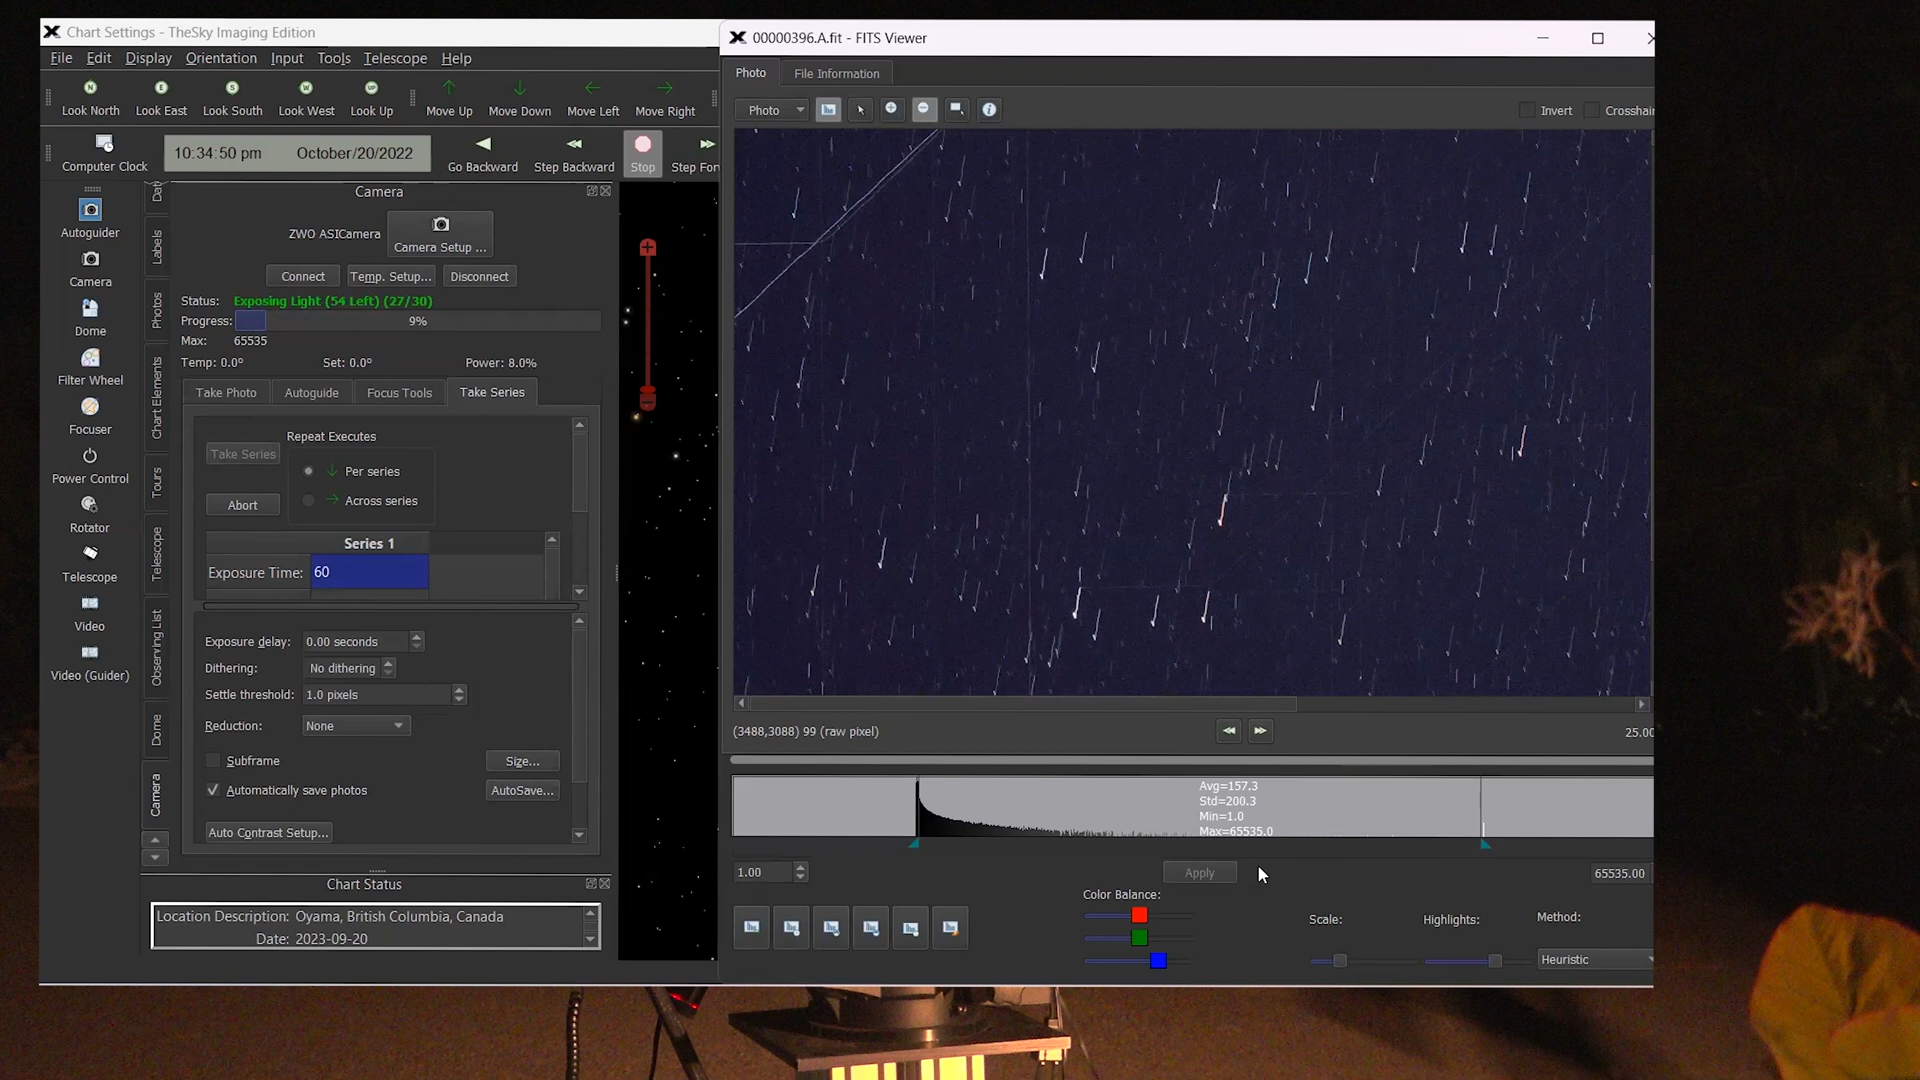 Chart Settings - TheSky Imaging Edition
File Edit Display Orientation Input Tools Telescope Help
N E S W UP
Look North Look East Look South Look West Look Up Move Up Move Down Move Left Move Right
Computer Clock 10:34:50 pm October/20/2022 Go Backward Step Backward Stop Step For
Camera
Autoguider
Camera
Dome
Filter Wheel
Focuser
Power Control
Rotator
Telescope
Video
Video (Guider)
Dat
Labels
Photos
Chart Elements
Tours
Telescope
Observing List
Dome
Camera
ZWO ASICamera Camera Setup ...
Connect Temp. Setup... Disconnect
Status: Exposing Light (54 Left) (27/30)
Progress: 9%
Max: 65535
Temp: 0.0° Set: 0.0° Power: 8.0%
Take Photo Autoguide Focus Tools Take Series
Repeat Executes
Take Series
Per series
Abort
Across series
Series 1
Exposure Time: 60
Exposure delay: 0.00 seconds
Dithering: No dithering
Settle threshold: 1.0 pixels
Reduction: None
Subframe Size...
Automatically save photos AutoSave...
Auto Contrast Setup...
Chart Status
Location Description: Oyama, British Columbia, Canada
Date: 2023-09-20
00000396.A.fit - FITS Viewer
Photo File Information
Photo Invert Crosshair
(3488,3088) 99 (raw pixel) 25.00
Avg=157.3
Std=200.3
Min=1.0
Max=65535.0
1.00 Apply 65535.00
Color Balance:
Scale: Highlights: Method:
Heuristic